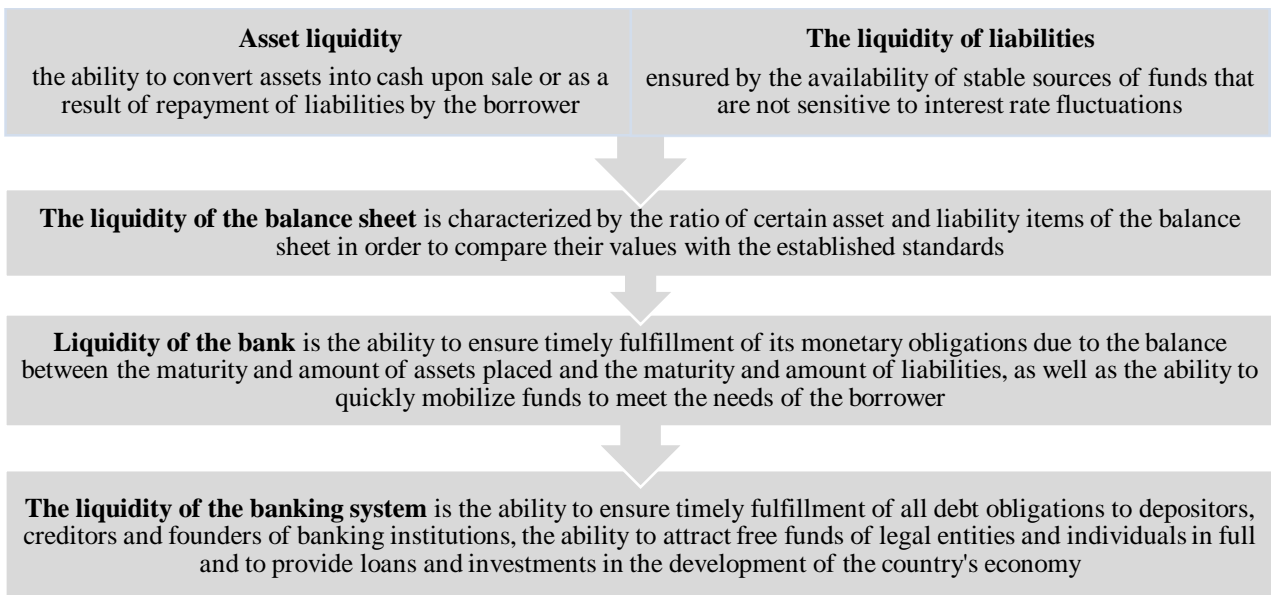 Asset liquidity
the ability to convert assets into cash upon sale or as a
result of repayment of liabilities by the borrower
The liquidity of liabilities
ensured by the availability of stable sources of funds that
are not sensitive to interest rate fluctuations
The liquidity of the balance sheet is characterized by the ratio of certain asset and liability items of the balance
sheet in order to compare their values with the established standards
Liquidity of the bank is the ability to ensure timely fulfillment of its monetary obligations due to the balance
between the maturity and amount of assets placed and the maturity and amount of liabilities, as well as the ability to
quickly mobilize funds to meet the needs of the borrower
The liquidity of the banking system is the ability to ensure timely fulfillment of all debt obligations to depositors,
creditors and founders of banking institutions, the ability to attract free funds of legal entities and individuals in full
and to provide loans and investments in the development of the country's economy